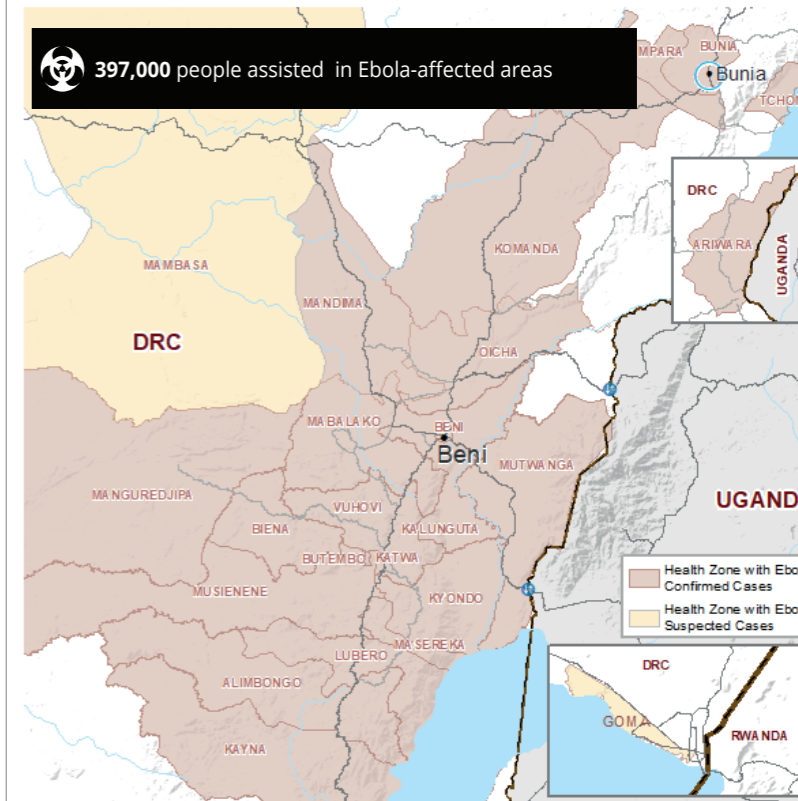 397,000 people assisted in Ebola-affected areas
MPARA
BUNIA
Bunia
TCHOM
DRC
ARIWARA
UGANDA
KOMANDA
MAMBASA
MANDIMA
DRC
OICHA
MABALAKO
BENI
Beni
MUTWANGA
MANGUREDJIPA
UGAND
VUHOVI
BIENA
KALUNGUTA
BUTEMBO
KATWA
MUSIENENE
KYONDO
Health Zone with Ebo
Confirmed Cases
Health Zone with Ebo
Suspected Cases
MASEREKA
LUBERO
ALIMBONGO
KAYNA
DRC
GOMA
RWANDA